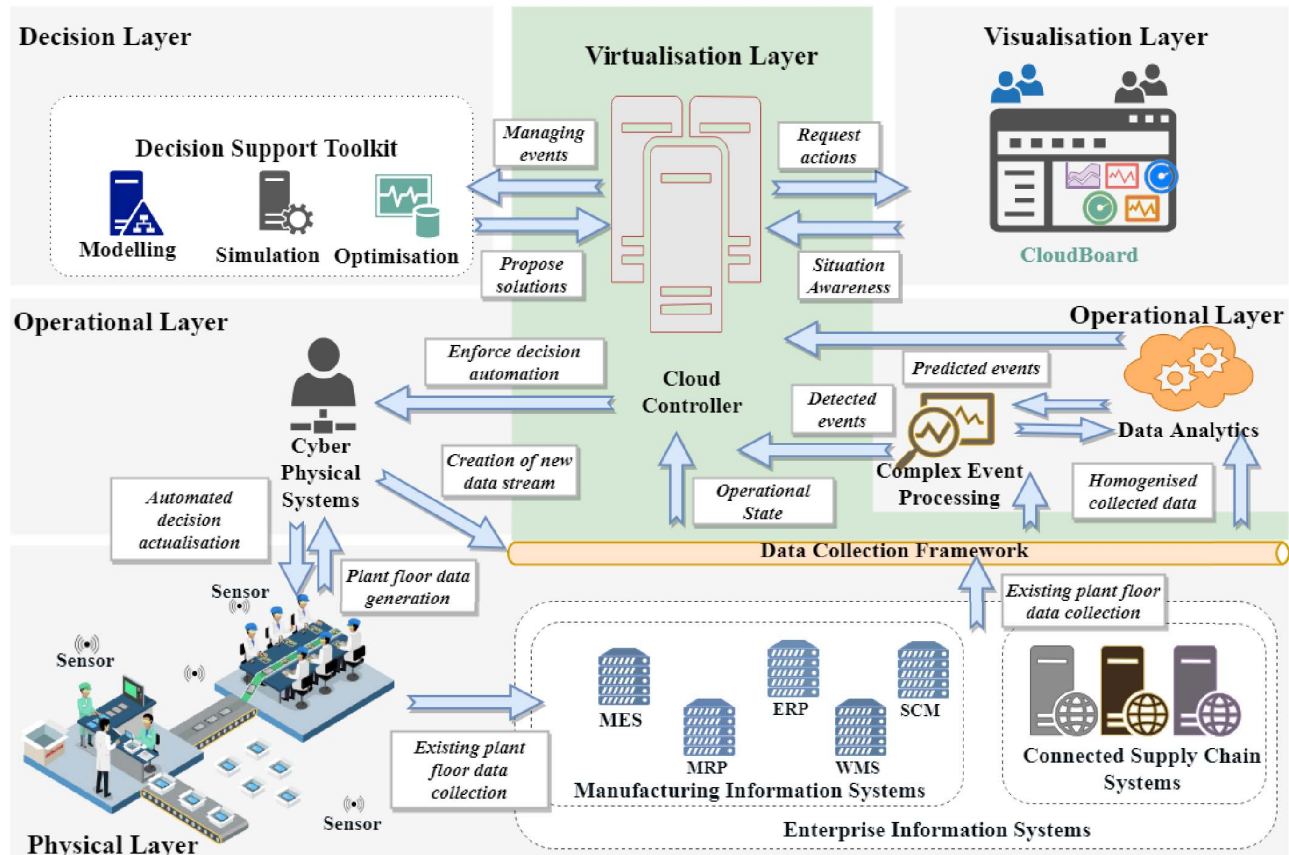 Decision Layer
Decision Support Toolkit
Modelling
Simulation
Optimisation
Managing
events
Propose
solutions
Virtualisation Layer
Request
actions
Situation
Awareness
Visualisation Layer
CloudBoard
Operational Layer
Enforce decision
automation
Cyber
Physical
Systems
Creation of new
data stream
Automated
decision
actualisation
Plant floor data
generation
Cloud
Controller
Operational
State
Operational Layer
Predicted events
Detected
events
Data Analytics
Complex Event
Processing
Homogenised
collected data
Data Collection Framework
Existing plant floor
data collection
Sensor
Sensor
Sensor
Existing plant
floor data
collection
Physical Layer
MES
MRP
ERP
WMS
SCM
Manufacturing Information Systems
Connected Supply Chain
Systems
Enterprise Information Systems